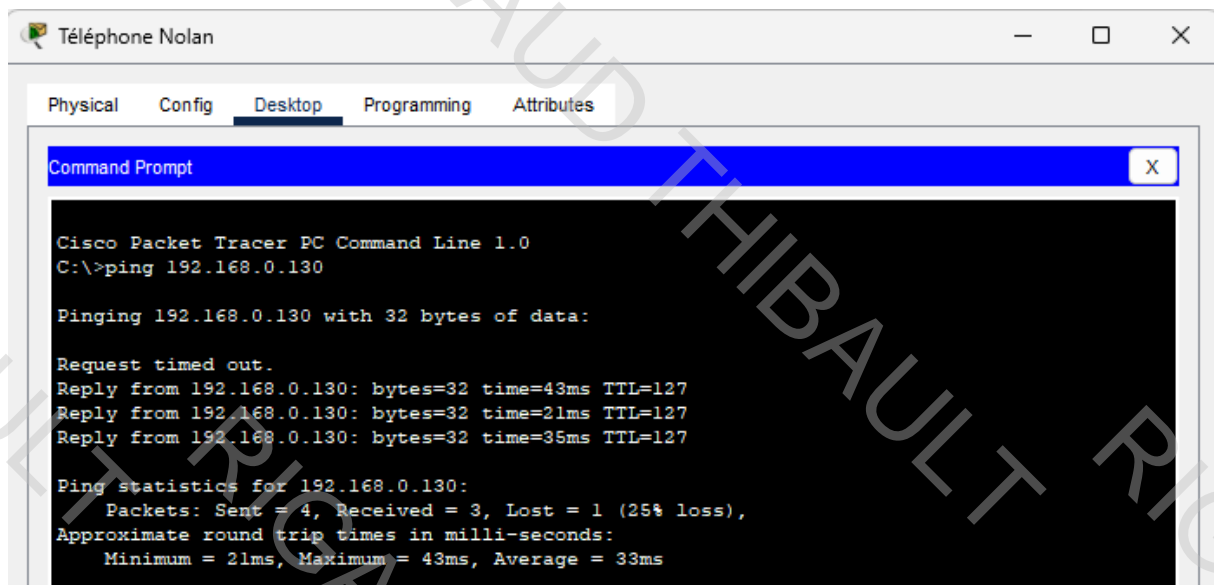 Téléphone Nolan
Physical Config Desktop Programming Attributes
Command Prompt X
Cisco Packet Tracer PC Command Line 1.0
C:\>ping 192.168.0.130
Pinging 192.168.0.130 with 32 bytes of data:
Request timed out.
Reply from 192.168.0.130: bytes=32 time=43ms TTL=127
Reply from 192.168.0.130: bytes=32 time=21ms TTL=127
Reply from 192.168.0.130: bytes=32 time=35ms TTL=127
Ping statistics for 192.168.0.130:
Packets: Sent = 4, Received = 3, Lost = 1 (25% loss),
Approximate round trip times in milli-seconds:
Minimum = 21ms, Maximum = 43ms, Average = 33ms
THIBAULT